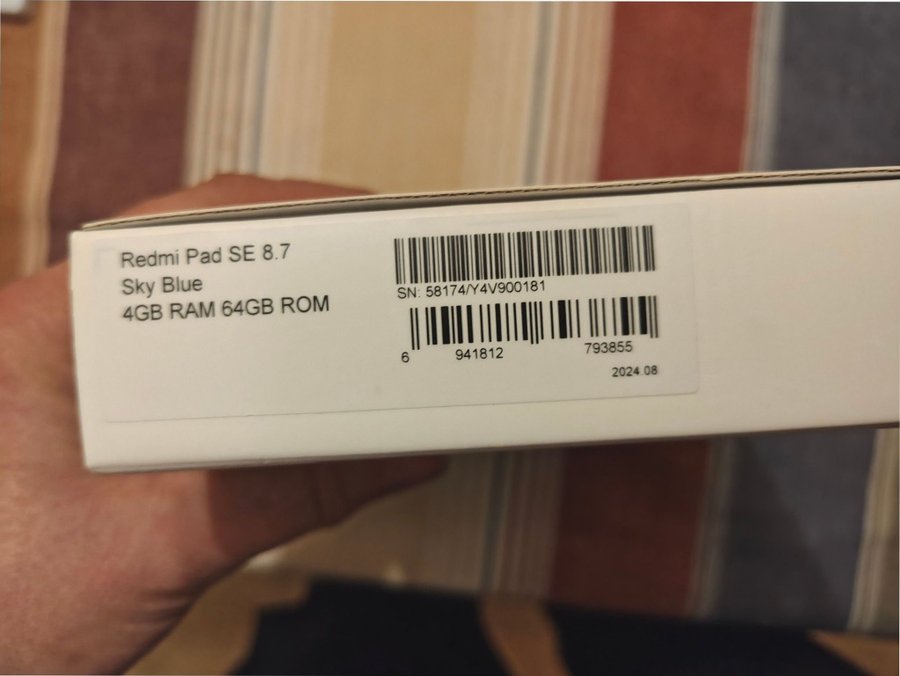 Redmi Pad SE 8.7
Sky Blue
4GB RAM 64GB ROM
SN: 58174/Y4V900181
6 941812 793855
2024.08